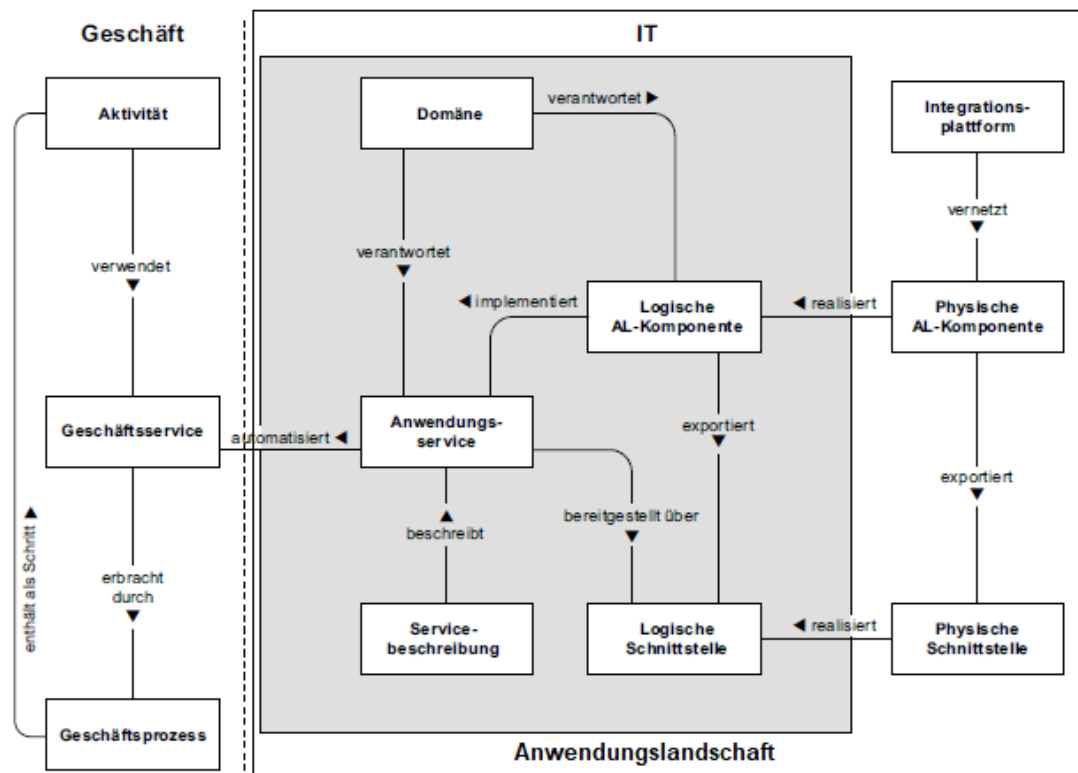 Geschäft
IT
Aktivität
Domäne
verantwortet ►
Integrations-
plattform
vernetzt
▼
verwendet
▼
verantwortet
▼
◄ implementiert
Logische
AL-Komponente
◄ realisiert
Physische
AL-Komponente
Geschäftsservice
automatisiert ◄
Anwendungs-
service
exportiert
▼
exportiert
▼
bereitgestellt über
▼
▲
beschreibt
enthält als Schritt ►
erbracht
durch
▼
Service-
beschreibung
Logische
Schnittstelle
◄ realisiert
Physische
Schnittstelle
Geschäftsprozess
Anwendungslandschaft